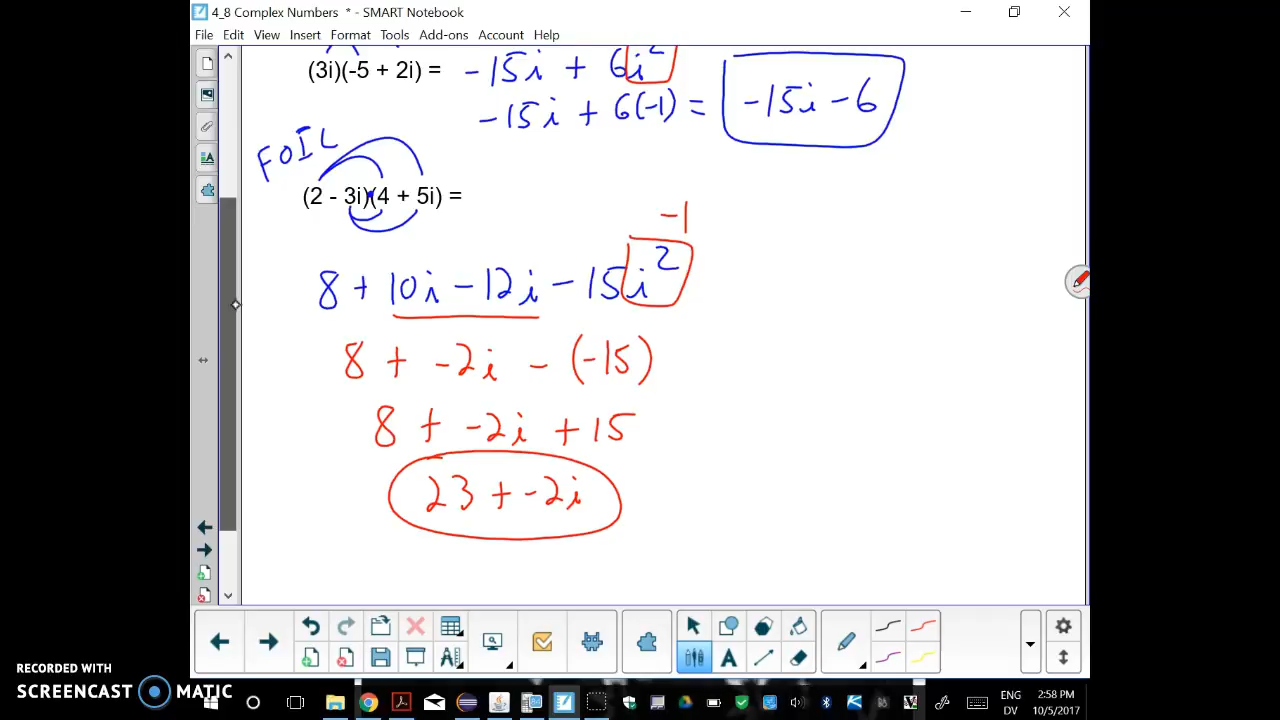 4_8 Complex Numbers * - SMART Notebook
File Edit View Insert Format Tools Add-ons Account Help
(3i)(-5 + 2i) = -15i + 6i²
-15i + 6(-1) = -15i - 6
FOIL
(2 - 3i)(4 + 5i) =
-1
8 + 10i - 12i - 15i²
8 + -2i - (-15)
8 + -2i + 15
23 + -2i
RECORDED WITH
SCREENCAST MATIC
ENG
DV
2:58 PM
10/5/2017